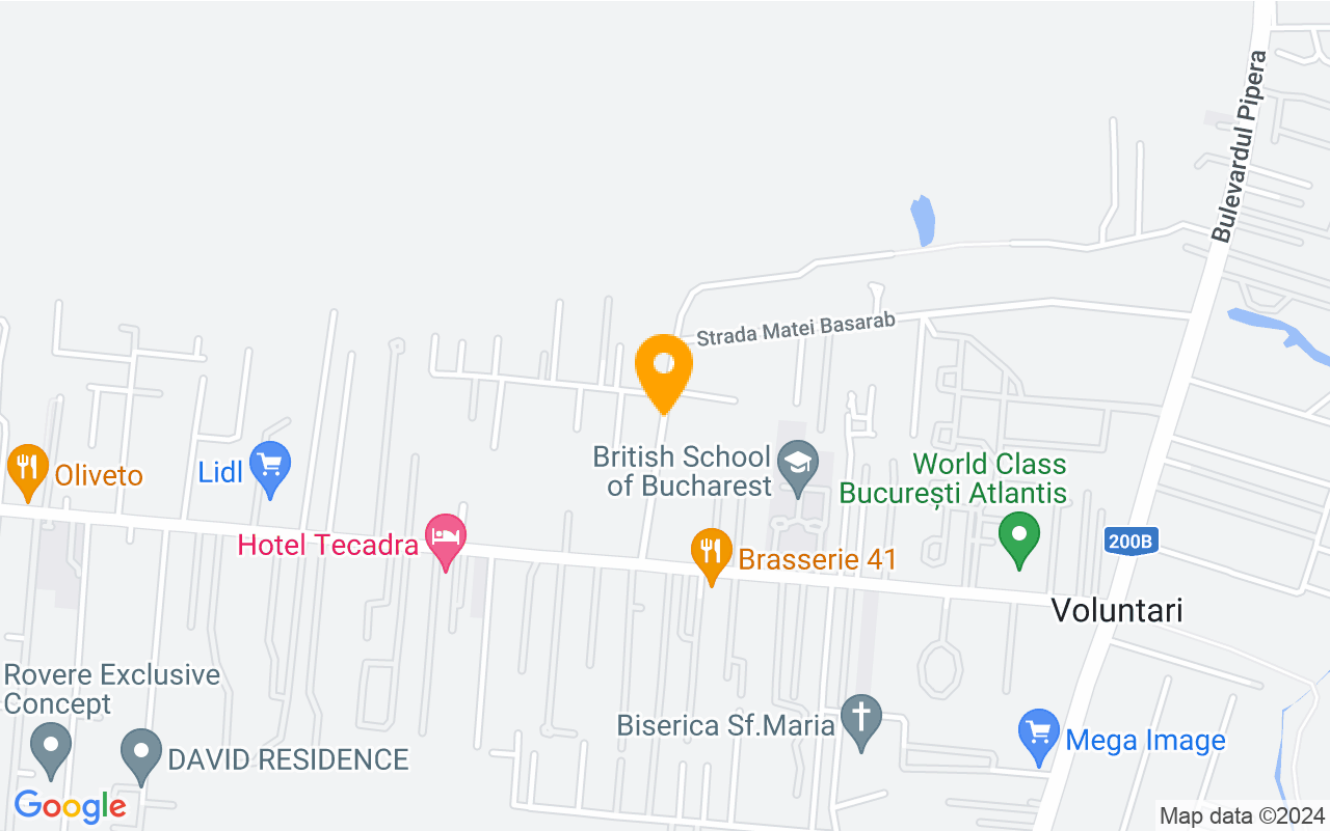 Bulevardul Pipera
Strada Matei Basarab
British School
of Bucharest
World Class
București Atlantis
Oliveto
Lidl
Hotel Tecadra
Brasserie 41
200B
Voluntari
Rovere Exclusive
Concept
DAVID RESIDENCE
Biserica Sf.Maria
Mega Image
Google
Map data ©2024